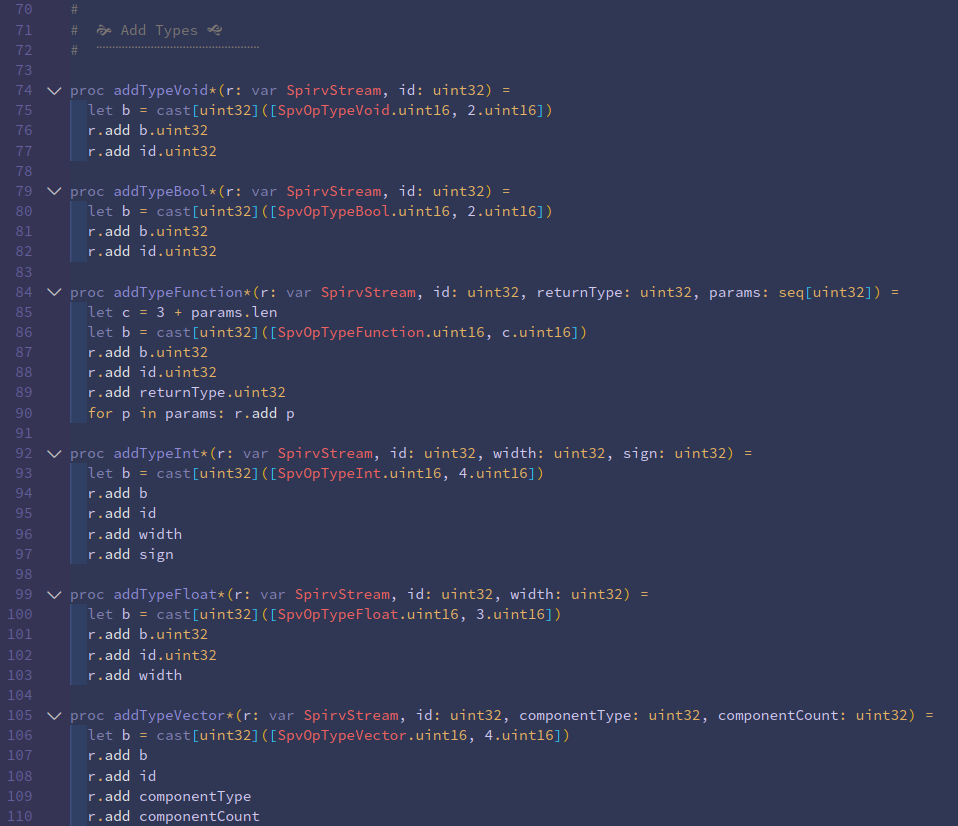 70 #
71 # Add Types
72 #
73
74 proc addTypeVoid*(r: var SpirvStream, id: uint32) =
75 let b = cast[uint32]([SpvOpTypeVoid.uint16, 2.uint16])
76 r.add b.uint32
77 r.add id.uint32
78
79 proc addTypeBool*(r: var SpirvStream, id: uint32) =
80 let b = cast[uint32]([SpvOpTypeBool.uint16, 2.uint16])
81 r.add b.uint32
82 r.add id.uint32
83
84 proc addTypeFunction*(r: var SpirvStream, id: uint32, returnType: uint32, params: seq[uint32]) =
85 let c = 3 + params.len
86 let b = cast[uint32]([SpvOpTypeFunction.uint16, c.uint16])
87 r.add b.uint32
88 r.add id.uint32
89 r.add returnType.uint32
90 for p in params: r.add p
91
92 proc addTypeInt*(r: var SpirvStream, id: uint32, width: uint32, sign: uint32) =
93 let b = cast[uint32]([SpvOpTypeInt.uint16, 4.uint16])
94 r.add b
95 r.add id
96 r.add width
97 r.add sign
98
99 proc addTypeFloat*(r: var SpirvStream, id: uint32, width: uint32) =
100 let b = cast[uint32]([SpvOpTypeFloat.uint16, 3.uint16])
101 r.add b.uint32
102 r.add id.uint32
103 r.add width
104
105 proc addTypeVector*(r: var SpirvStream, id: uint32, componentType: uint32, componentCount: uint32) =
106 let b = cast[uint32]([SpvOpTypeVector.uint16, 4.uint16])
107 r.add b
108 r.add id
109 r.add componentType
110 r.add componentCount